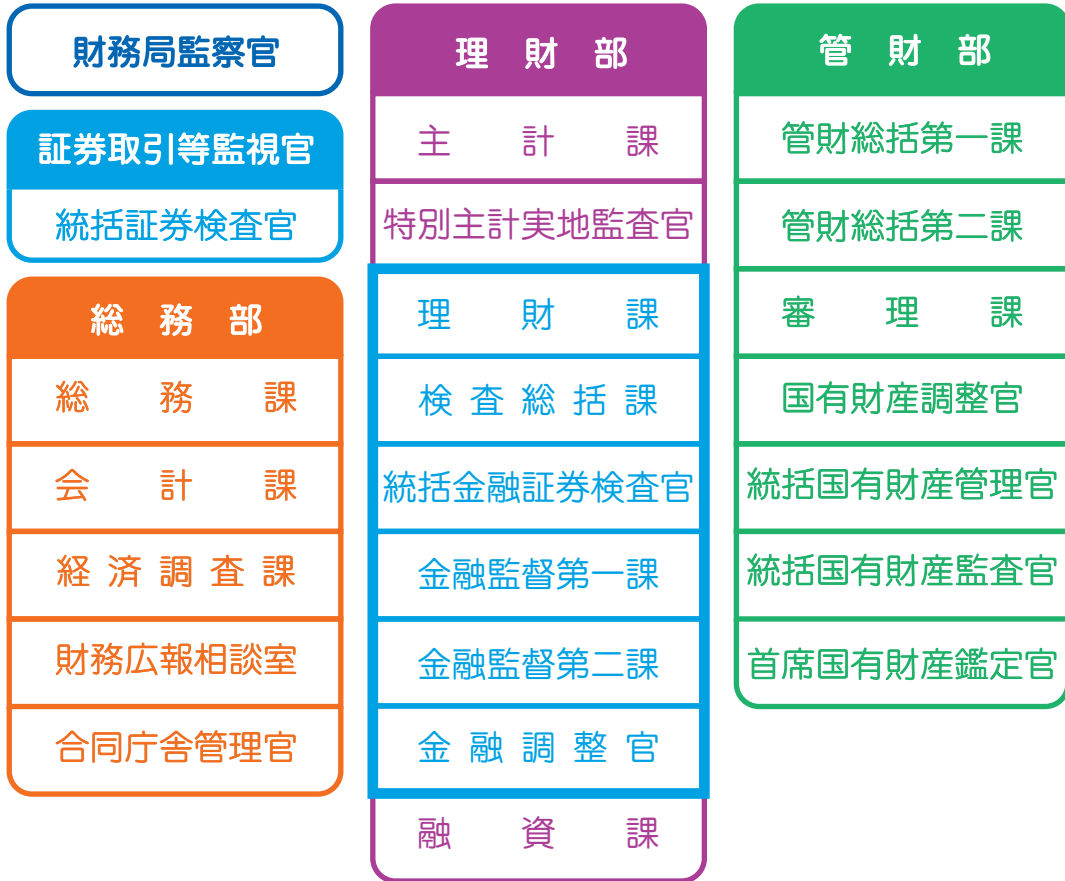 財務局監察官
証券取引等監視官
統括証券検査官
総務部
総務課
会計課
経済調査課
財務広報相談室
合同庁舎管理官
理財部
主計課
特別主計実地監査官
理財課
検査総括課
統括金融証券検査官
金融監督第一課
金融監督第二課
金融調整官
融資課
管財部
管財総括第一課
管財総括第二課
審理課
国有財産調整官
統括国有財産管理官
統括国有財産監査官
首席国有財産鑑定官